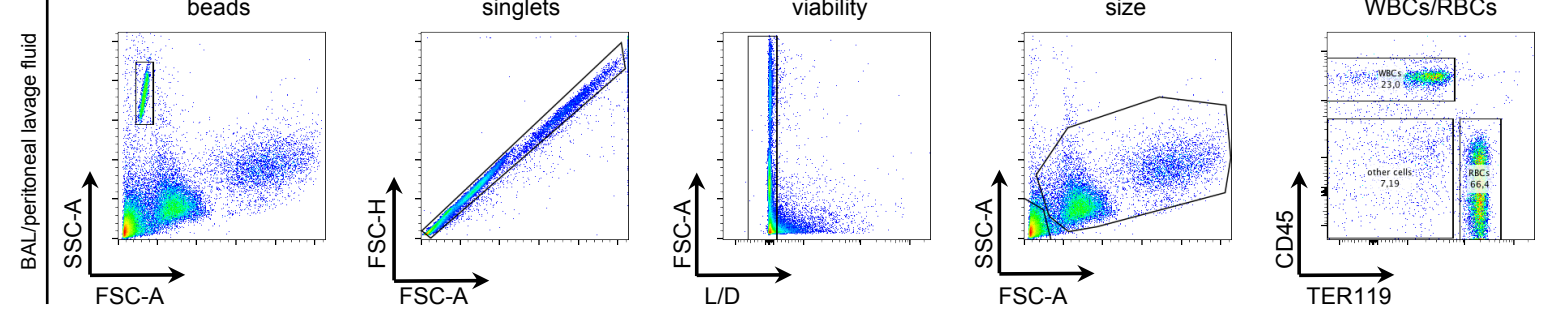 beads
singlets
viability
size
WBCs/RBCs
BAL/peritoneal lavage fluid
SSC-A
FSC-A
FSC-H
FSC-A
FSC-A
L/D
SSC-A
FSC-A
CD45
TER119
WBCs
23,0
other cells
7,19
RBCs
66,4